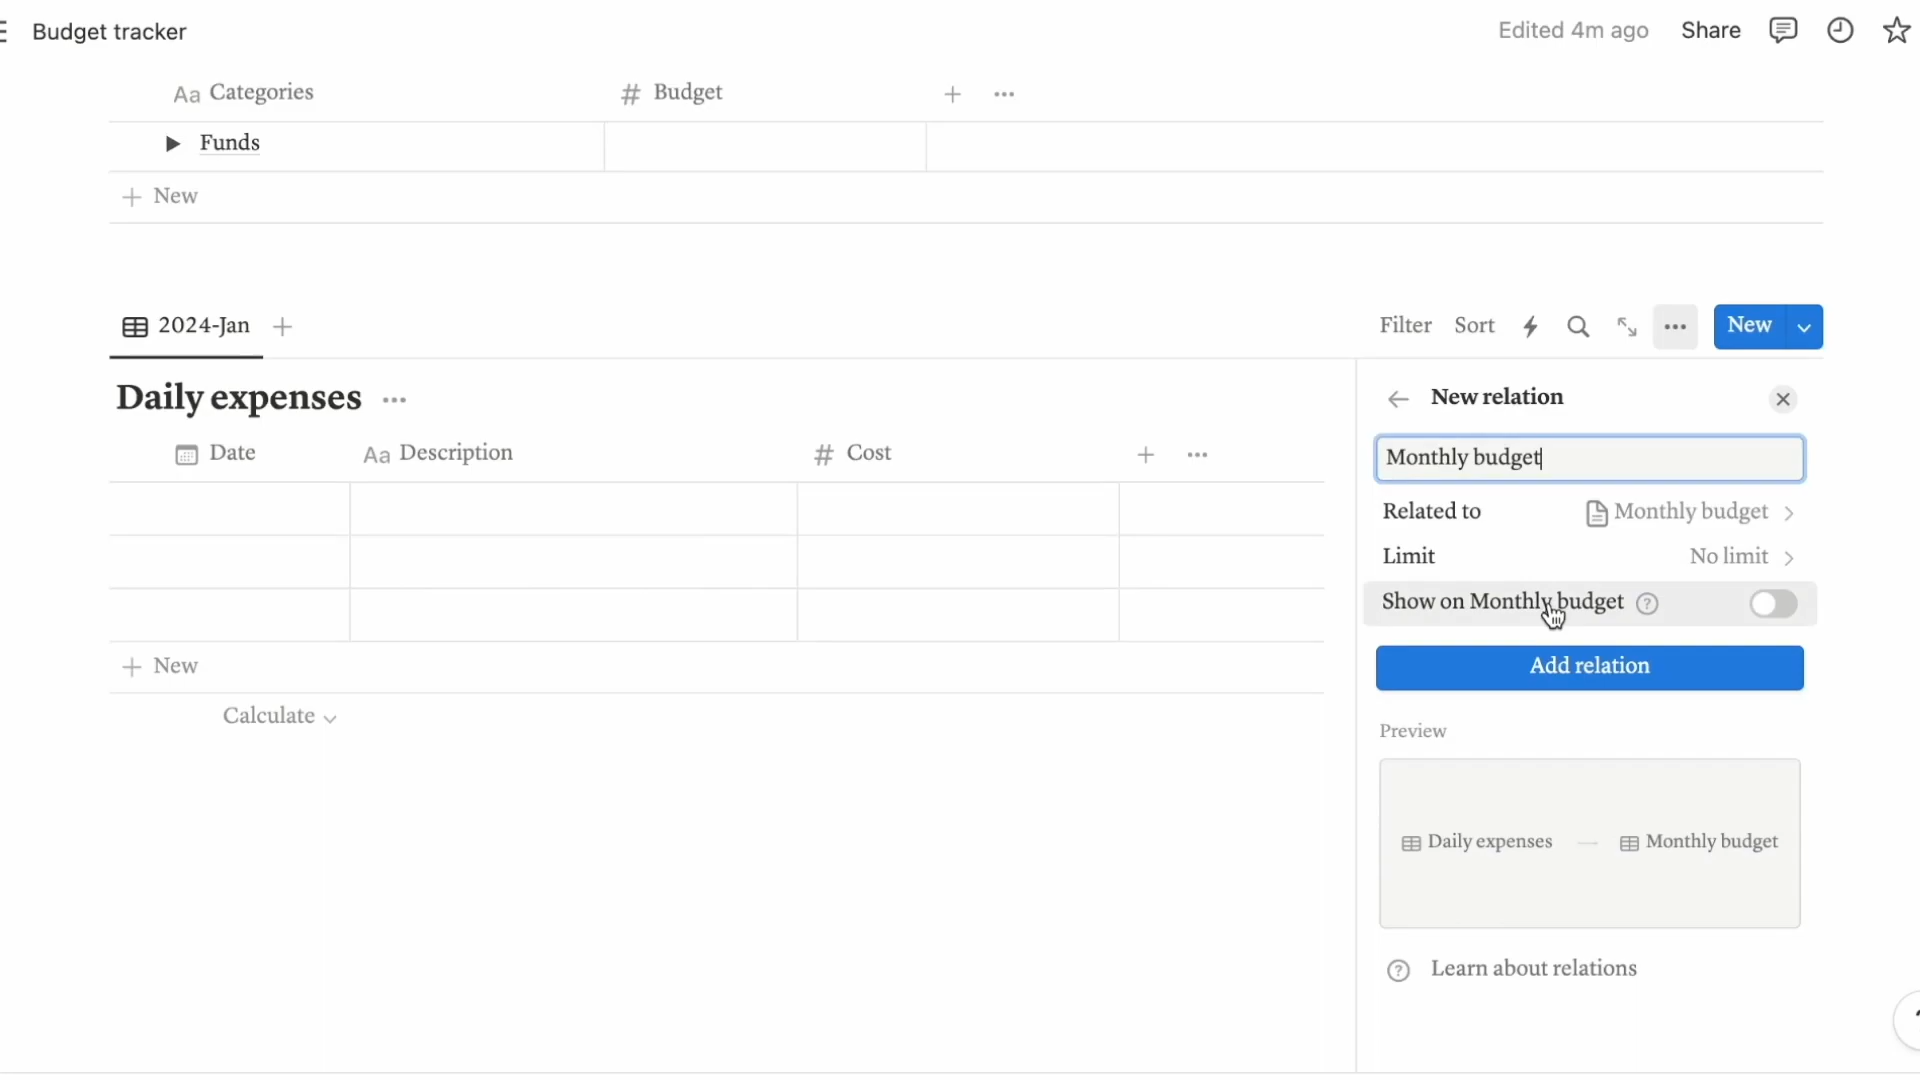 Budget tracker
Edited 4m ago Share
Aa Categories # Budget + ...
Funds
+ New
2024-Jan +
Filter Sort ... New
Daily expenses ...
Date Aa Description # Cost + ...
+ New
Calculate
New relation
Monthly budget
Related to Monthly budget
Limit No limit
Show on Monthly budget ?
Add relation
Preview
Daily expenses — Monthly budget
? Learn about relations